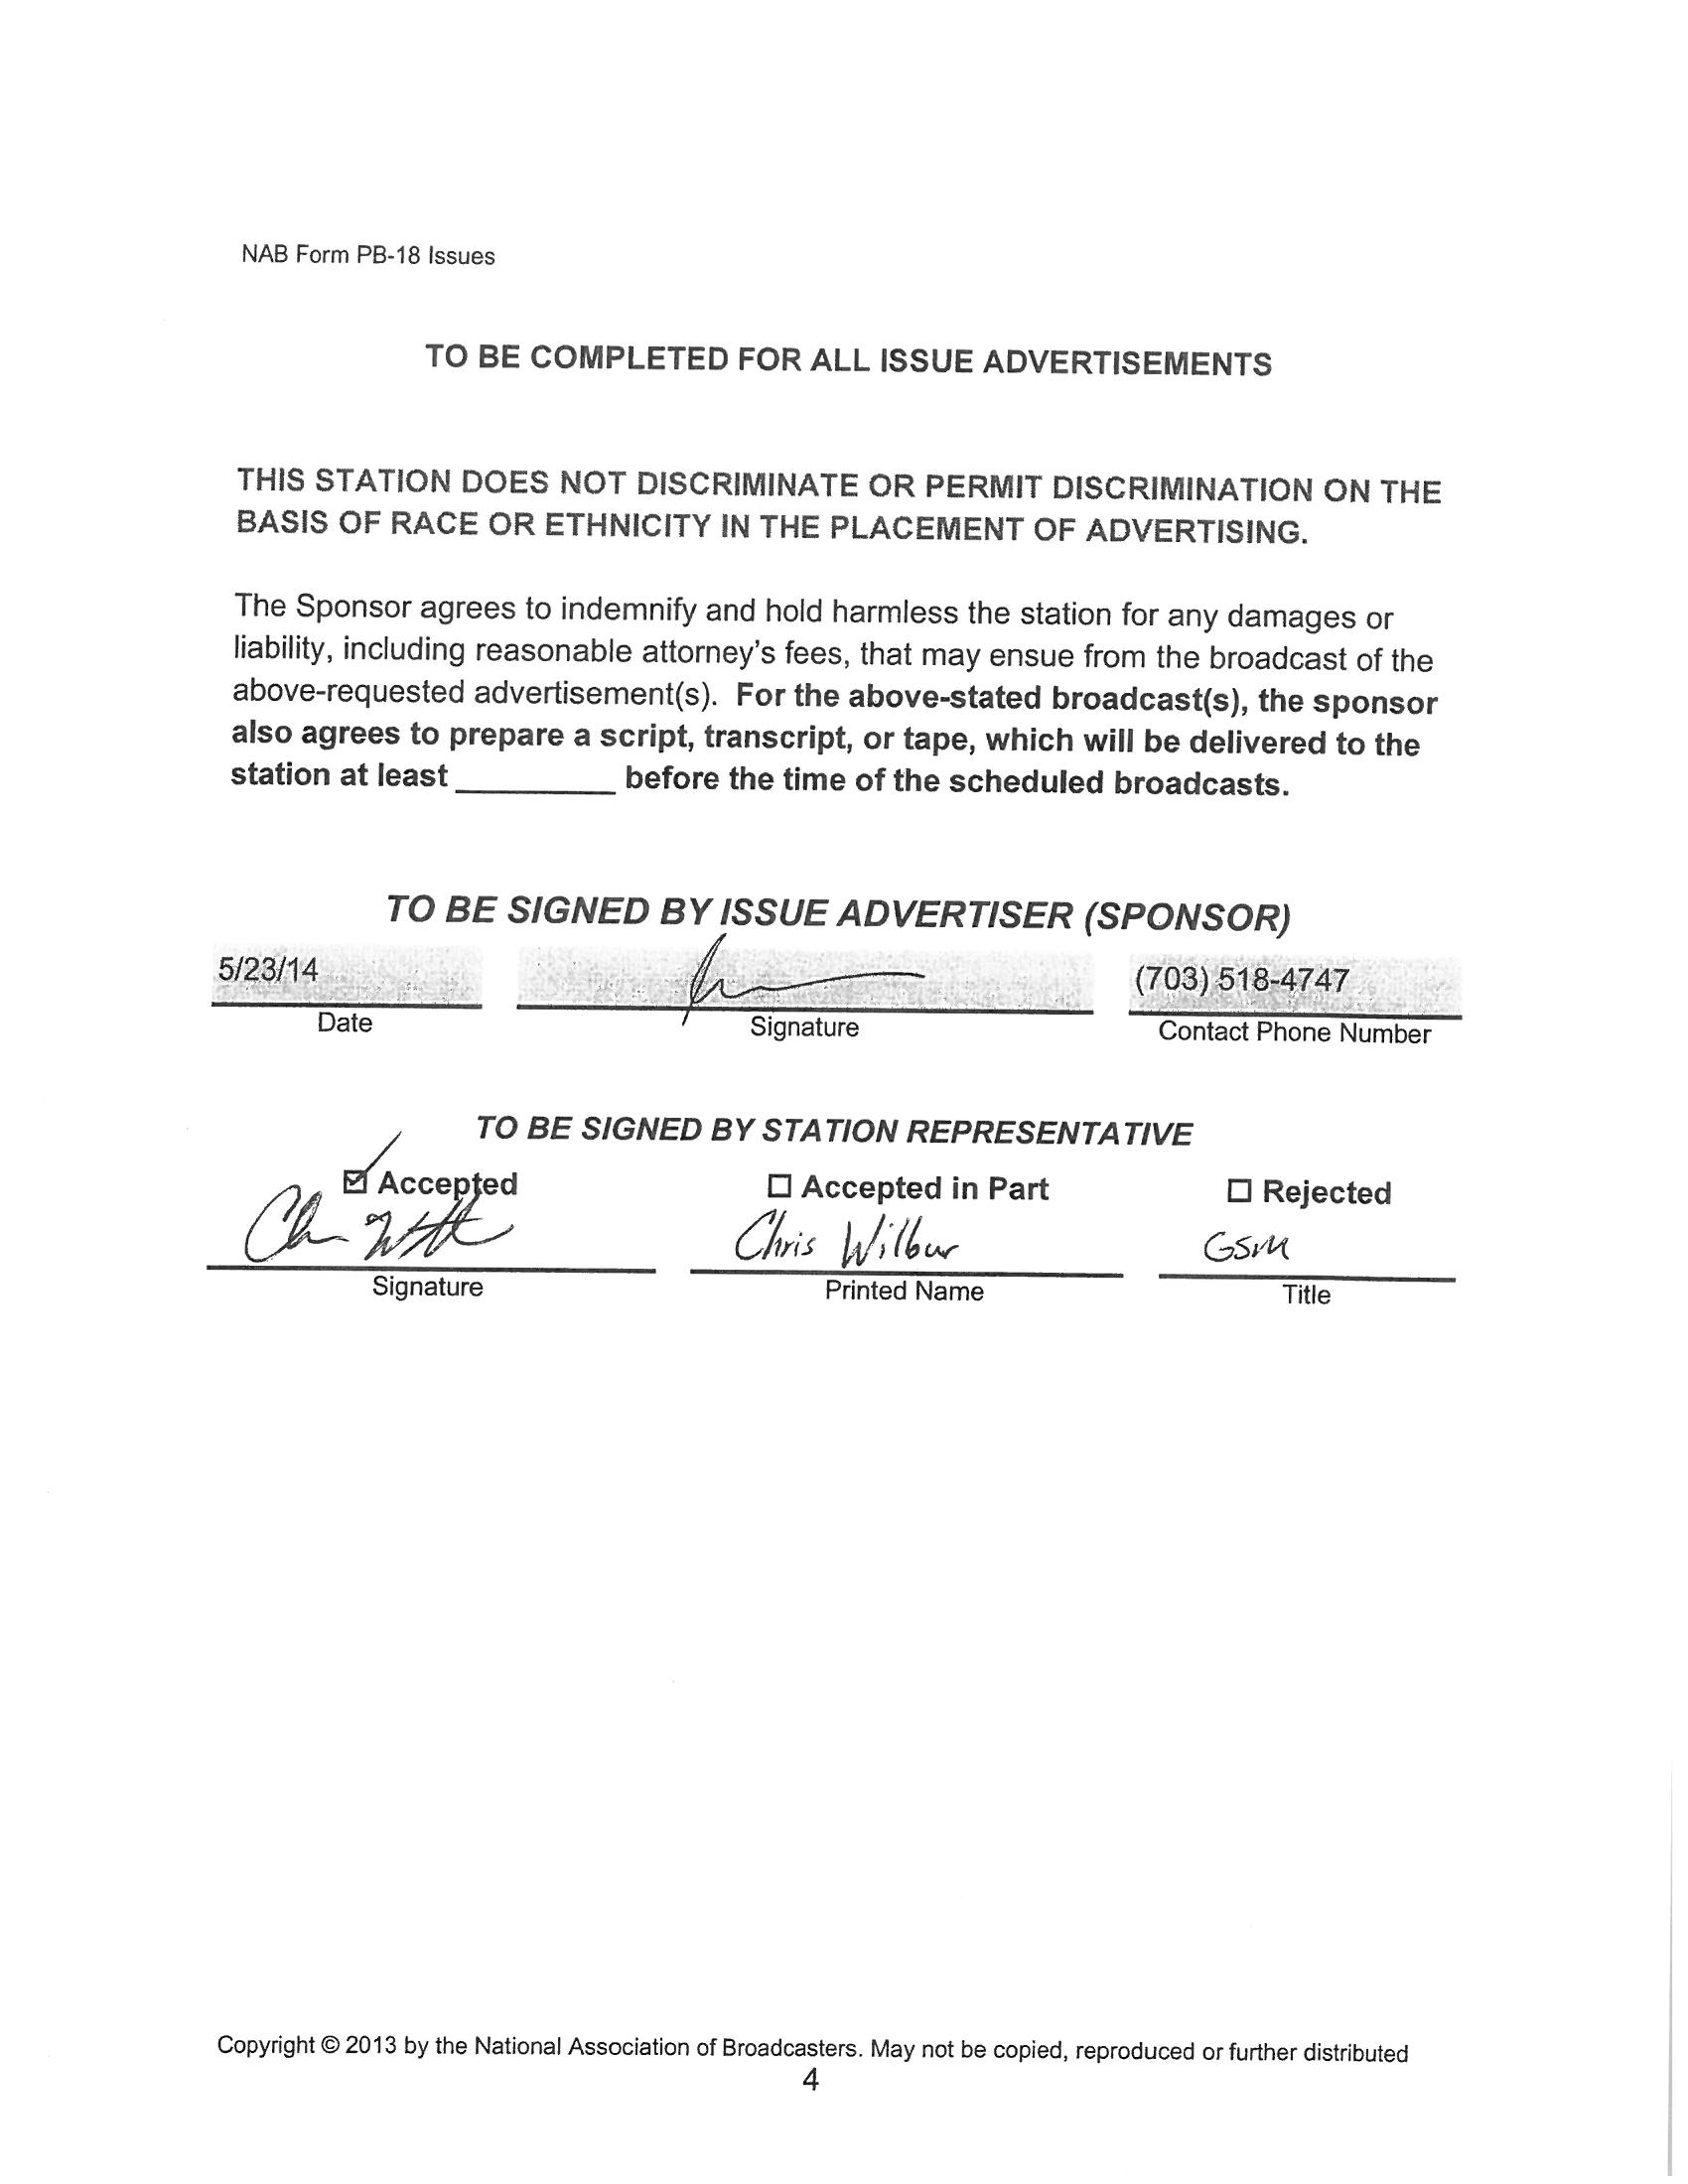 NAB Form PB-18 Issues
TO BE COMPLETED FOR ALL ISSUE ADVERTISEMENTS
THIS STATION DOES NOT DISCRIMINATE OR PERMIT DISCRIMINATION ON THE
BASIS OF RACE OR ETHNICITY IN THE PLACEMENT OF ADVERTISING.
The Sponsor agrees to indemnify and hold harmless the station for any damages or
liability, including reasonable attorney's fees, that may ensue from the broadcast of the
above-requested advertisement(s). For the above-stated broadcast(s), the sponsor
also agrees to prepare a script, transcript, or tape, which will be delivered to the
station at least ________ before the time of the scheduled broadcasts.
TO BE SIGNED BY ISSUE ADVERTISER (SPONSOR)
5/23/14 (703) 518-4747
Date Signature Contact Phone Number
TO BE SIGNED BY STATION REPRESENTATIVE
☑ Accepted ☐ Accepted in Part ☐ Rejected
Chris Wilbur GSM
Signature Printed Name Title
Copyright © 2013 by the National Association of Broadcasters. May not be copied, reproduced or further distributed
4